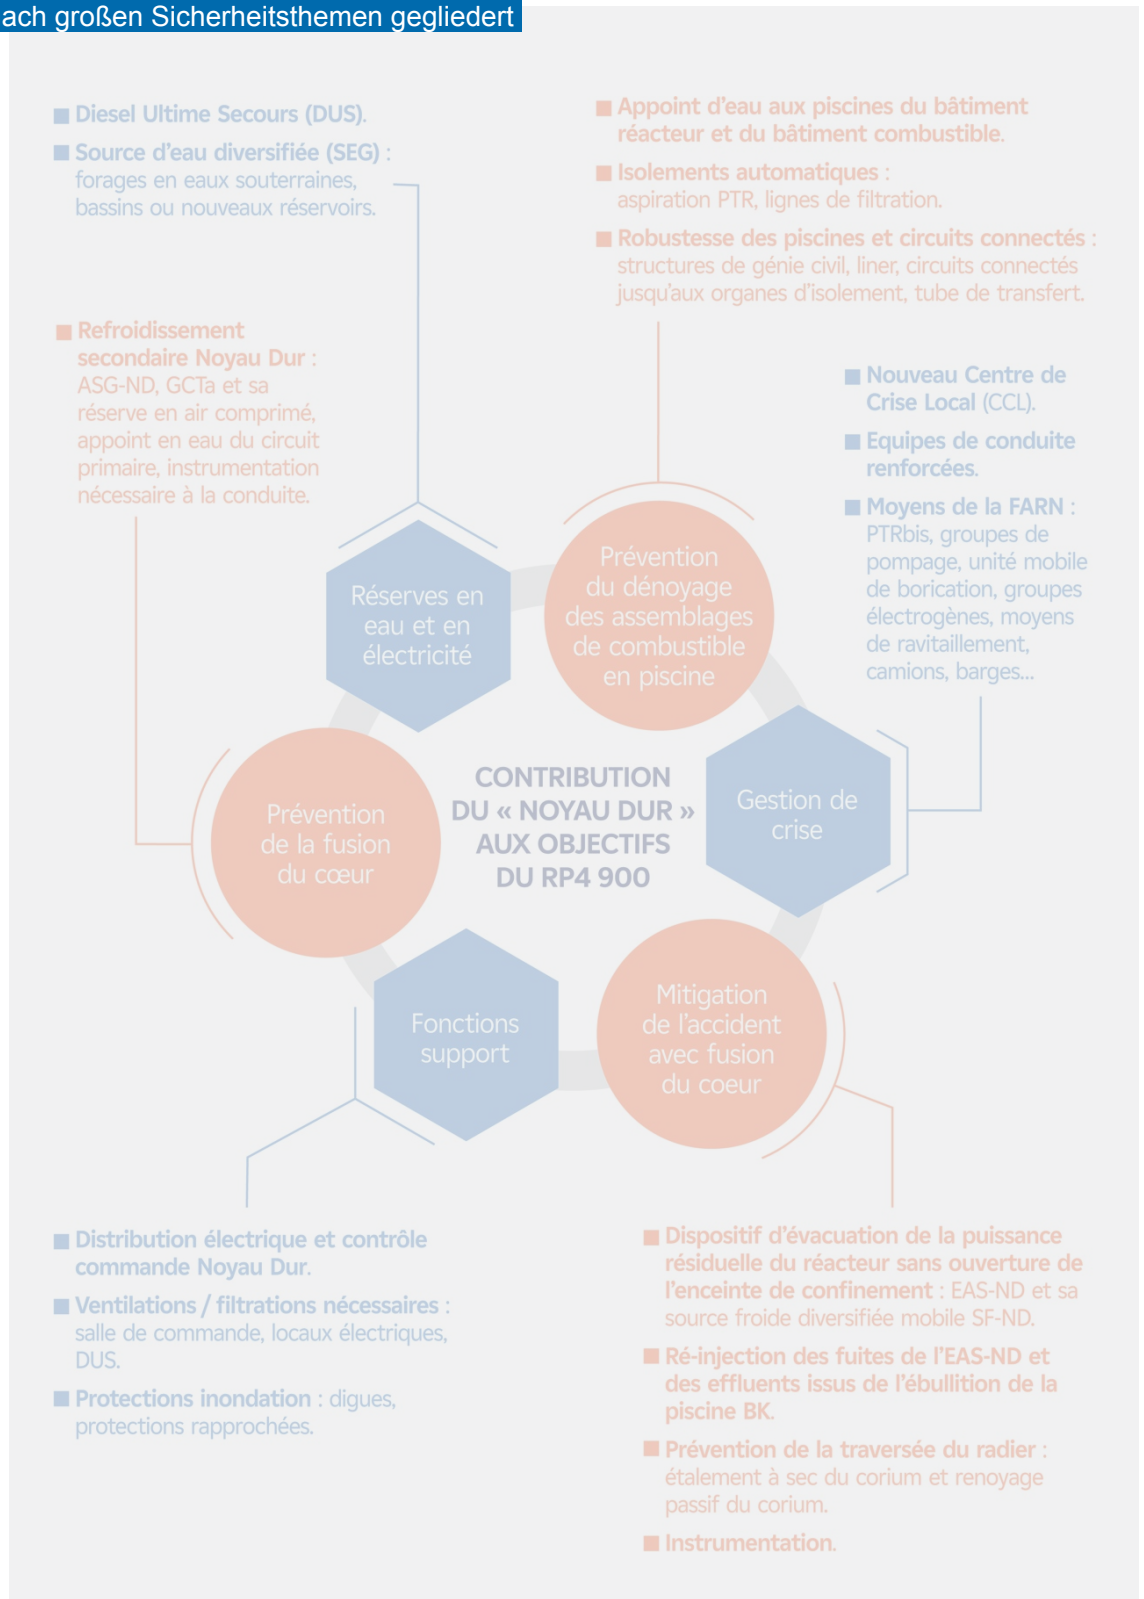 ach großen Sicherheitsthemen gegliedert
■ Diesel Ultime Secours (DUS).
■ Source d'eau diversifiée (SEG) :
forages en eaux souterraines,
bassins ou nouveaux réservoirs.
■ Appoint d'eau aux piscines du bâtiment
réacteur et du bâtiment combustible.
■ Isolements automatiques :
aspiration PTR, lignes de filtration.
■ Robustesse des piscines et circuits connectés :
structures de génie civil, liner, circuits connectés
jusqu'aux organes d'isolement, tube de transfert.
■ Refroidissement
secondaire Noyau Dur :
ASG-ND, GCTa et sa
réserve en air comprimé,
appoint en eau du circuit
primaire, instrumentation
nécessaire à la conduite.
■ Nouveau Centre de
Crise Local (CCL).
■ Equipes de conduite
renforcées.
■ Moyens de la FARN :
PTRbis, groupes de
pompage, unité mobile
de borication, groupes
électrogènes, moyens
de ravitaillement,
camions, barges...
Réserves en
eau et en
électricité
Prévention
du dénoyage
des assemblages
de combustible
en piscine
Prévention
de la fusion
du cœur
CONTRIBUTION
DU « NOYAU DUR »
AUX OBJECTIFS
DU RP4 900
Gestion de
crise
Fonctions
support
Mitigation
de l'accident
avec fusion
du coeur
■ Distribution électrique et contrôle
commande Noyau Dur.
■ Ventilations / filtrations nécessaires :
salle de commande, locaux électriques,
DUS.
■ Protections inondation : digues,
protections rapprochées.
■ Dispositif d'évacuation de la puissance
résiduelle du réacteur sans ouverture de
l'enceinte de confinement : EAS-ND et sa
source froide diversifiée mobile SF-ND.
■ Ré-injection des fuites de l'EAS-ND et
des effluents issus de l'ébullition de la
piscine BK.
■ Prévention de la traversée du radier :
étalement à sec du corium et renoyage
passif du corium.
■ Instrumentation.